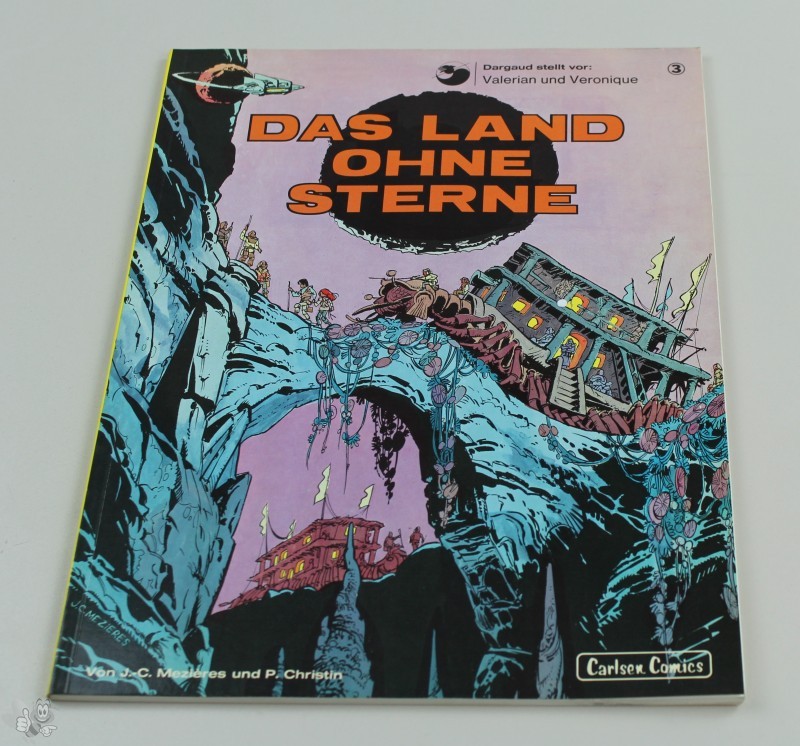 Dargaud stellt vor:
Valerian und Veronique
3
DAS LAND
OHNE
STERNE
J.C. MEZIERES
Von J.-C. Mezières und P. Christin
Carlsen Comics